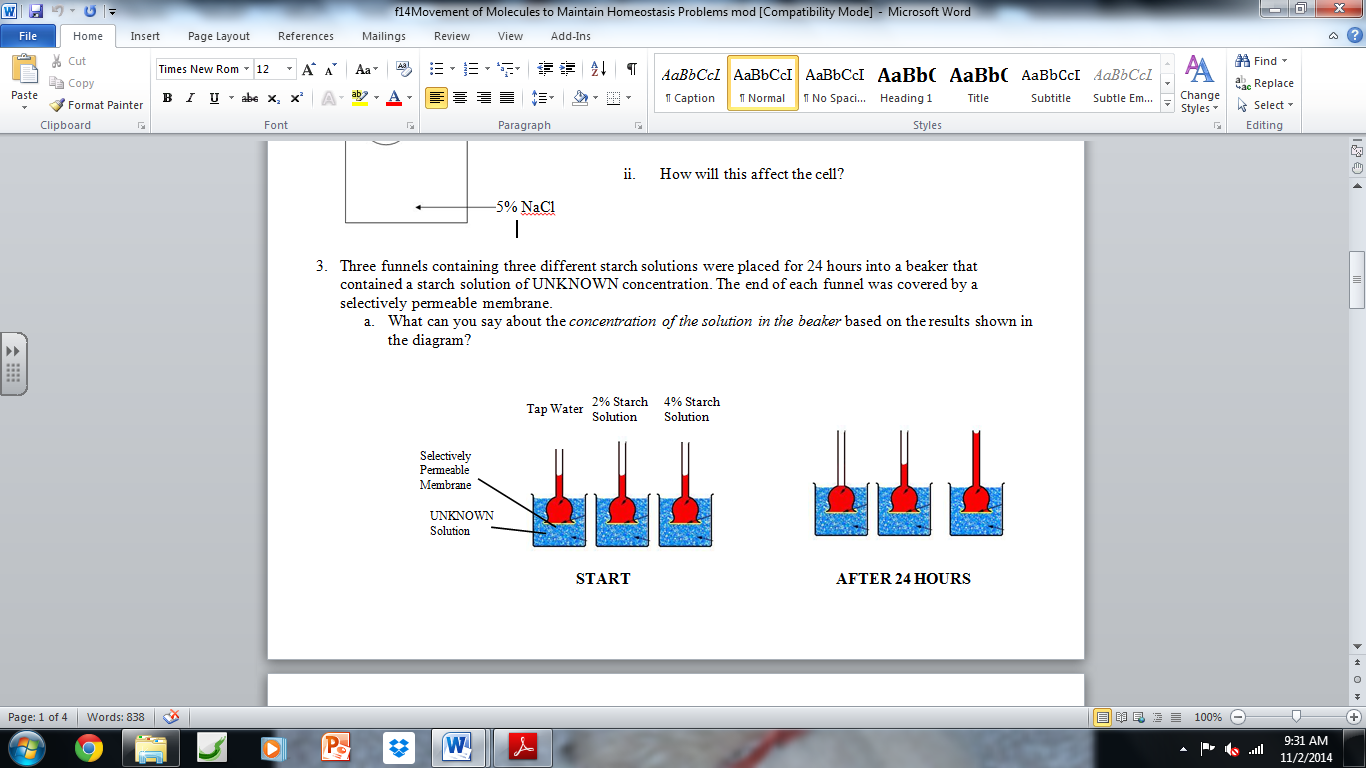 f14Movement of Molecules to Maintain Homeostasis Problems mod [Compatibility Mode] - Microsoft Word
File Home Insert Page Layout References Mailings Review View Add-Ins
Paste
Cut
Copy
Format Painter
Clipboard
Times New Rom 12
Font
Paragraph
AaBbCcI AaBbCcI AaBbCcI AaBb( AaBb( AaBbCcI AaBbCcI
¶ Caption ¶ Normal ¶ No Spaci... Heading 1 Title Subtitle Subtle Em...
Styles
Change
Styles
Find
Replace
Select
Editing
ii. How will this affect the cell?
5% NaCl
3. Three funnels containing three different starch solutions were placed for 24 hours into a beaker that
contained a starch solution of UNKNOWN concentration. The end of each funnel was covered by a
selectively permeable membrane.
a. What can you say about the concentration of the solution in the beaker based on the results shown in
the diagram?
Tap Water
2% Starch
Solution
4% Starch
Solution
Selectively
Permeable
Membrane
UNKNOWN
Solution
START
AFTER 24 HOURS
Page: 1 of 4 Words: 838 100%
9:31 AM
11/2/2014